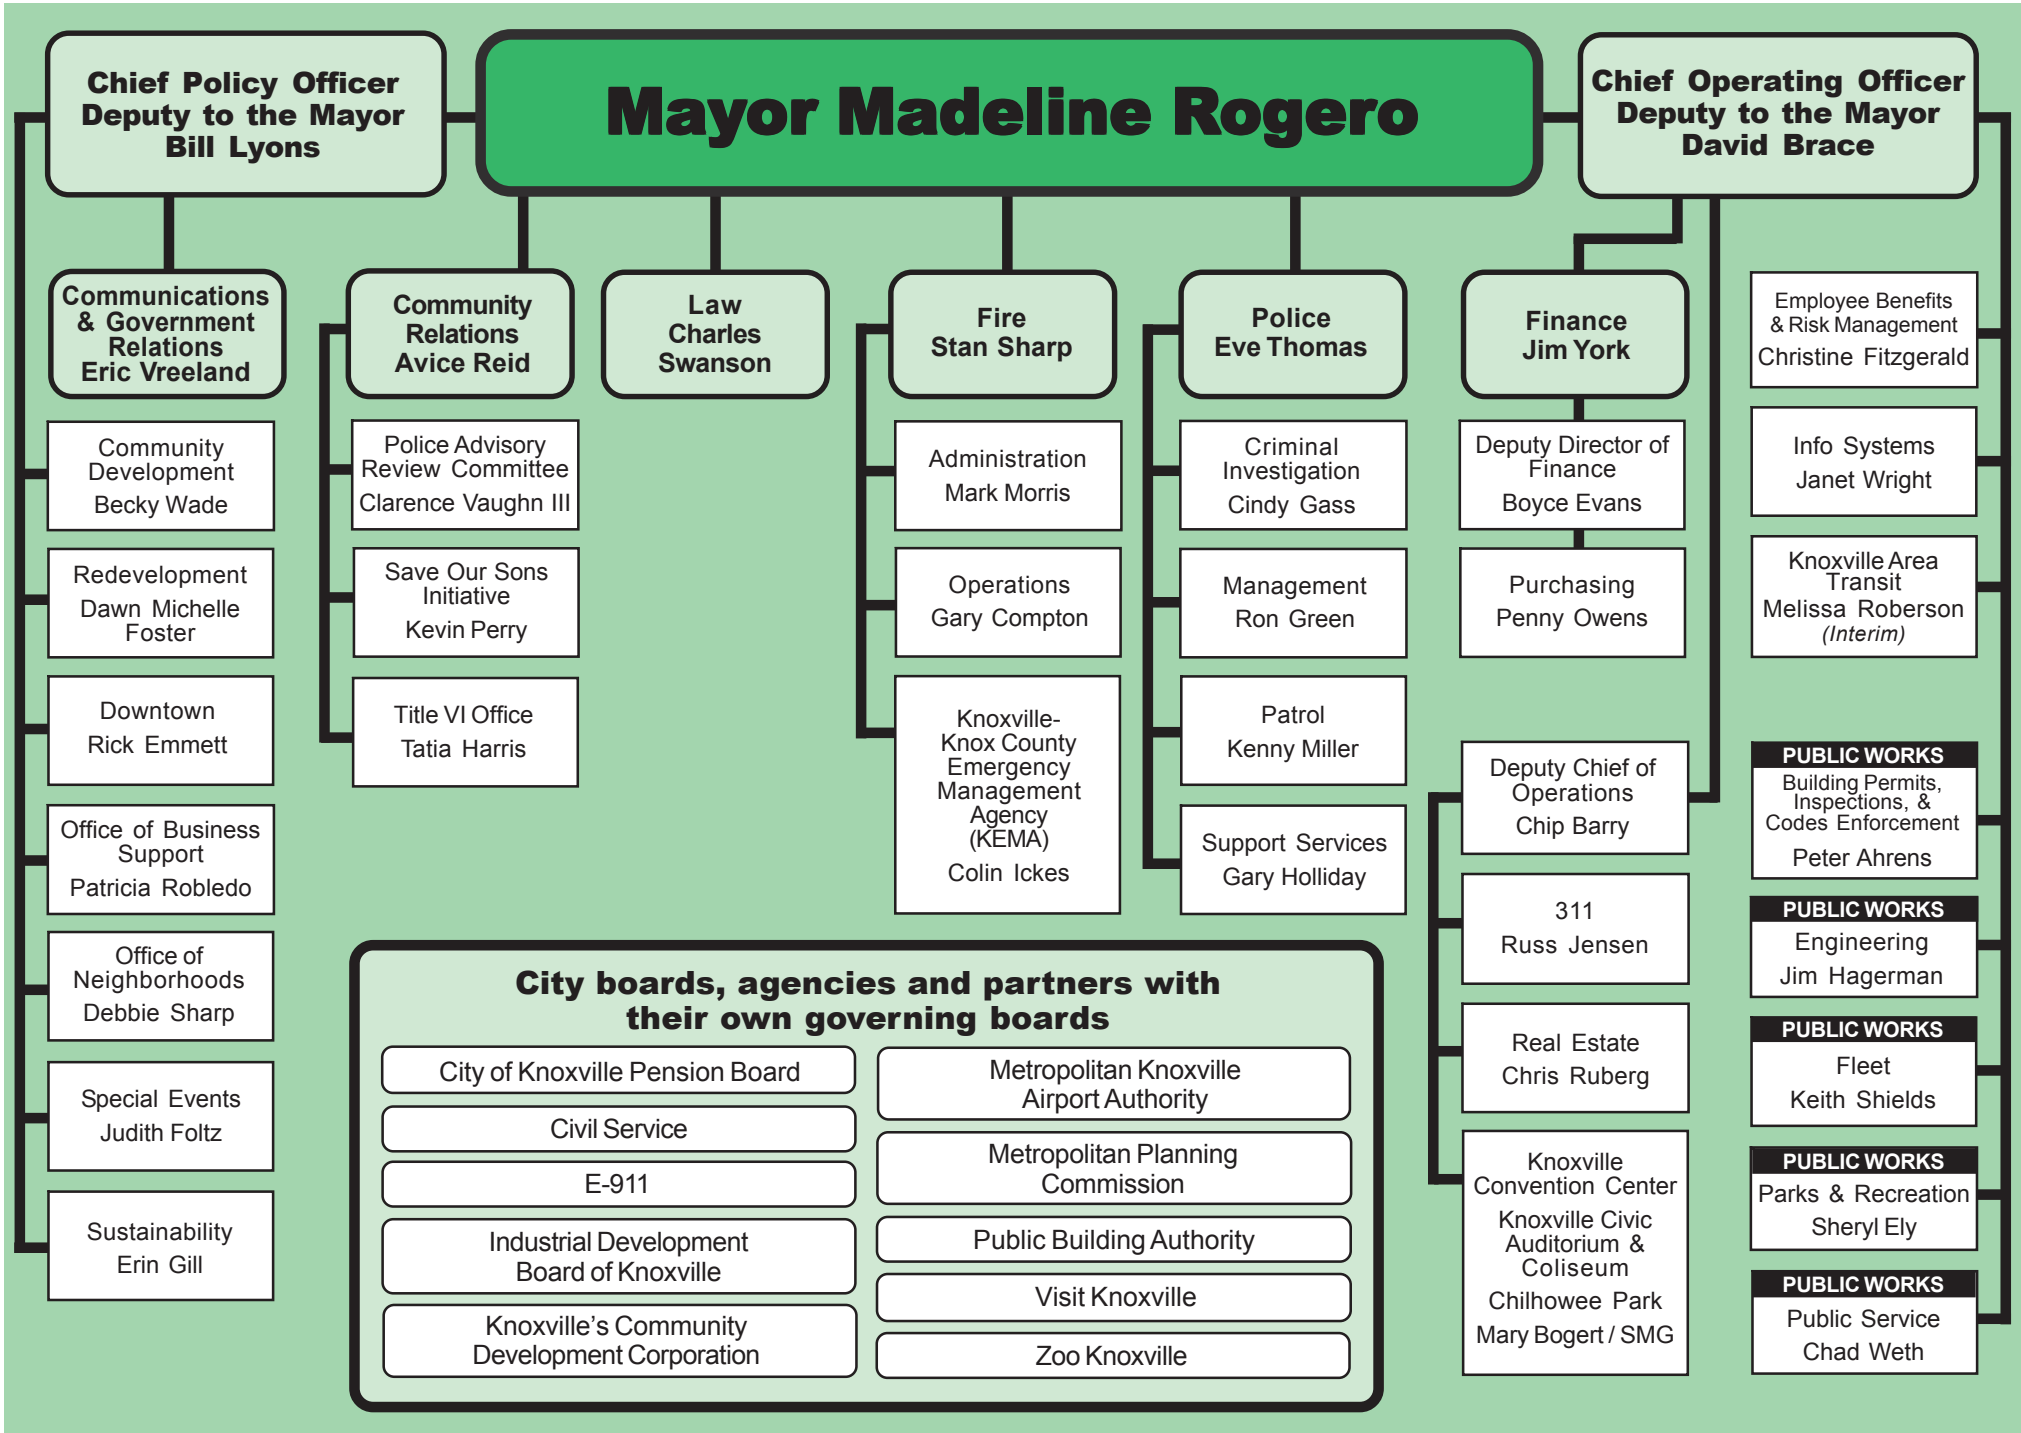 Chief Policy Officer
Deputy to the Mayor
Bill Lyons
Mayor Madeline Rogero
Chief Operating Officer
Deputy to the Mayor
David Brace
Communications
& Government
Relations
Eric Vreeland
Community
Development
Becky Wade
Redevelopment
Dawn Michelle
Foster
Downtown
Rick Emmett
Office of Business
Support
Patricia Robledo
Office of
Neighborhoods
Debbie Sharp
Special Events
Judith Foltz
Sustainability
Erin Gill
Community
Relations
Avice Reid
Police Advisory
Review Committee
Clarence Vaughn III
Save Our Sons
Initiative
Kevin Perry
Title VI Office
Tatia Harris
Law
Charles
Swanson
Fire
Stan Sharp
Administration
Mark Morris
Operations
Gary Compton
Knoxville-
Knox County
Emergency
Management
Agency
(KEMA)
Colin Ickes
Police
Eve Thomas
Criminal
Investigation
Cindy Gass
Management
Ron Green
Patrol
Kenny Miller
Support Services
Gary Holliday
Finance
Jim York
Deputy Director of
Finance
Boyce Evans
Purchasing
Penny Owens
Deputy Chief of
Operations
Chip Barry
311
Russ Jensen
Real Estate
Chris Ruberg
Knoxville
Convention Center
Knoxville Civic
Auditorium &
Coliseum
Chilhowee Park
Mary Bogert / SMG
Employee Benefits
& Risk Management
Christine Fitzgerald
Info Systems
Janet Wright
Knoxville Area
Transit
Melissa Roberson
(Interim)
PUBLIC WORKS
Building Permits,
Inspections, &
Codes Enforcement
Peter Ahrens
PUBLIC WORKS
Engineering
Jim Hagerman
PUBLIC WORKS
Fleet
Keith Shields
PUBLIC WORKS
Parks & Recreation
Sheryl Ely
PUBLIC WORKS
Public Service
Chad Weth
City boards, agencies and partners with
their own governing boards
City of Knoxville Pension Board
Civil Service
E-911
Industrial Development
Board of Knoxville
Knoxville’s Community
Development Corporation
Metropolitan Knoxville
Airport Authority
Metropolitan Planning
Commission
Public Building Authority
Visit Knoxville
Zoo Knoxville